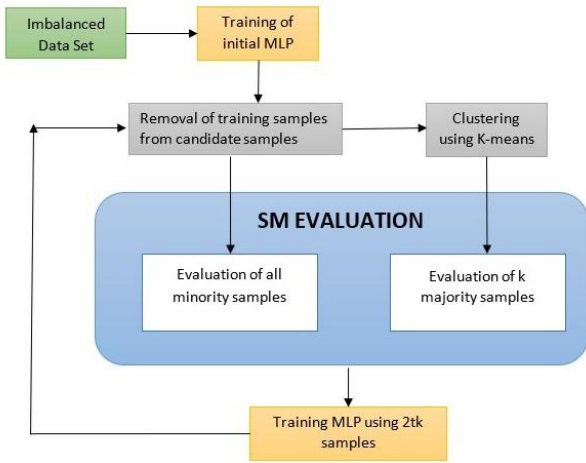 Imbalanced
Data Set
Training of
initial MLP
Removal of training samples
from candidate samples
Clustering
using K-means
SM EVALUATION
Evaluation of all
minority samples
Evaluation of k
majority samples
Training MLP using 2tk
samples